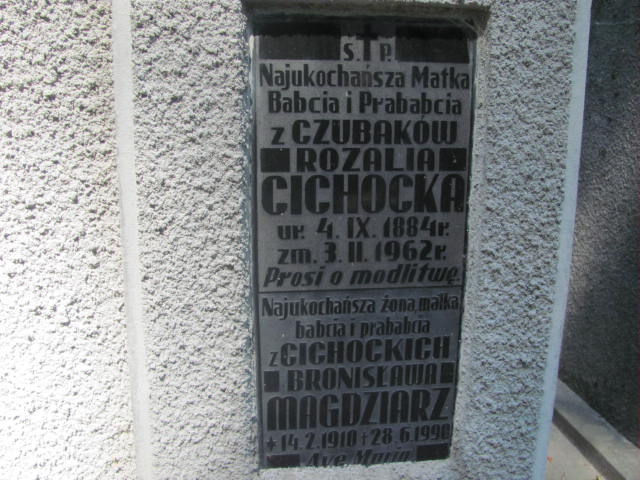 Ś. P.
Najukochańsza Matka
Babcia i Prababcia
z CZUBAKÓW
ROZALIA
CICHOCKA
ur. 4. IX. 1884r.
zm. 3. II. 1962r.
Prosi o modlitwę
Najukochańsza żona, matka
babcia i prababcia
z CICHOCKICH
BRONISŁAWA
MAGDZIARZ
+ 14.2.1910 + 28.6.1990
Ave Maria